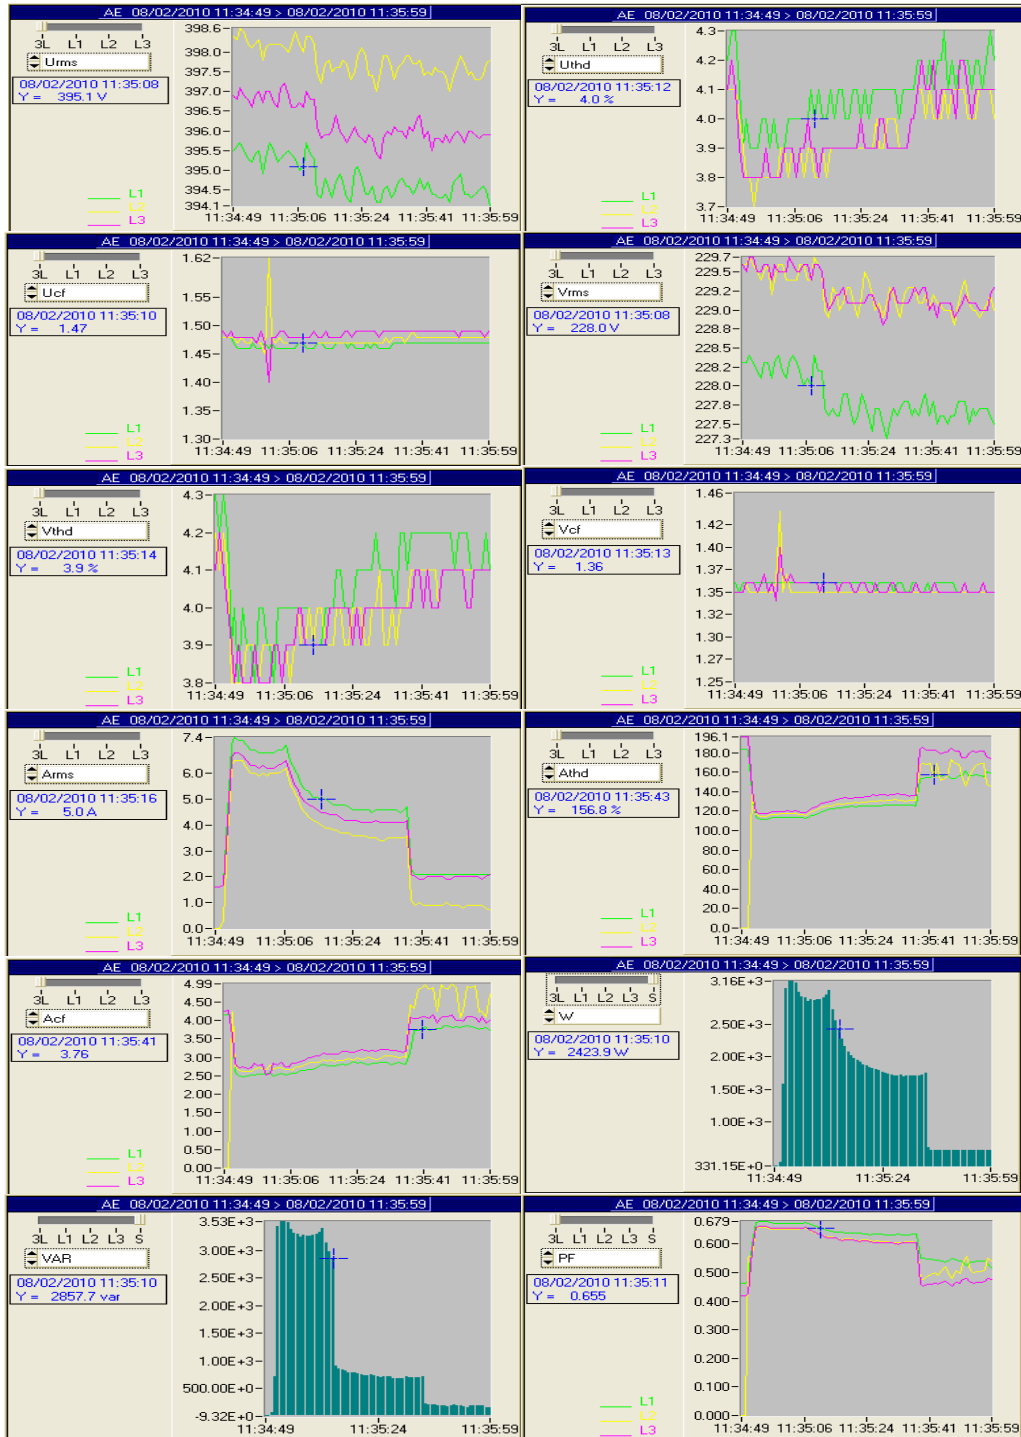 AE 08/02/2010 11:34:49 > 08/02/2010 11:35:59
3L L1 L2 L3
Urms
08/02/2010 11:35:08
Y = 395.1 V
L1
L2
L3
398.6
398.0
397.5
397.0
396.5
396.0
395.5
395.0
394.5
394.1
11:34:49 11:35:06 11:35:24 11:35:41 11:35:59
AE 08/02/2010 11:34:49 > 08/02/2010 11:35:59
3L L1 L2 L3
Uthd
08/02/2010 11:35:12
Y = 4.0 %
L1
L2
L3
4.3
4.2
4.1
4.0
3.9
3.8
3.7
11:34:49 11:35:06 11:35:24 11:35:41 11:35:59
AE 08/02/2010 11:34:49 > 08/02/2010 11:35:59
3L L1 L2 L3
Ucf
08/02/2010 11:35:10
Y = 1.47
L1
L2
L3
1.62
1.55
1.50
1.45
1.40
1.35
1.30
11:34:49 11:35:06 11:35:24 11:35:41 11:35:59
AE 08/02/2010 11:34:49 > 08/02/2010 11:35:59
3L L1 L2 L3
Vrms
08/02/2010 11:35:08
Y = 228.0 V
L1
L2
L3
229.7
229.5
229.2
229.0
228.8
228.5
228.2
228.0
227.8
227.5
227.3
11:34:49 11:35:06 11:35:24 11:35:41 11:35:59
AE 08/02/2010 11:34:49 > 08/02/2010 11:35:59
3L L1 L2 L3
Vthd
08/02/2010 11:35:14
Y = 3.9 %
L1
L2
L3
4.3
4.2
4.1
4.0
3.9
3.8
11:34:49 11:35:06 11:35:24 11:35:41 11:35:59
AE 08/02/2010 11:34:49 > 08/02/2010 11:35:59
3L L1 L2 L3
Vcf
08/02/2010 11:35:13
Y = 1.36
L1
L2
L3
1.46
1.42
1.40
1.37
1.35
1.32
1.30
1.27
1.25
11:34:49 11:35:06 11:35:24 11:35:41 11:35:59
AE 08/02/2010 11:34:49 > 08/02/2010 11:35:59
3L L1 L2 L3
Arms
08/02/2010 11:35:16
Y = 5.0 A
L1
L2
L3
7.4
6.0
5.0
4.0
3.0
2.0
1.0
0.0
11:34:49 11:35:06 11:35:24 11:35:41 11:35:59
AE 08/02/2010 11:34:49 > 08/02/2010 11:35:59
3L L1 L2 L3
Athd
08/02/2010 11:35:43
Y = 156.8 %
L1
L2
L3
196.1
180.0
160.0
140.0
120.0
100.0
80.0
60.0
40.0
20.0
0.0
11:34:49 11:35:06 11:35:24 11:35:41 11:35:59
AE 08/02/2010 11:34:49 > 08/02/2010 11:35:59
3L L1 L2 L3
Acf
08/02/2010 11:35:41
Y = 3.76
L1
L2
L3
4.99
4.50
4.00
3.50
3.00
2.50
2.00
1.50
1.00
0.50
0.00
11:34:49 11:35:06 11:35:24 11:35:41 11:35:59
AE 08/02/2010 11:34:49 > 08/02/2010 11:35:59
3L L1 L2 L3 S
W
08/02/2010 11:35:10
Y = 2423.9 W
3.16E+3
2.50E+3
2.00E+3
1.00E+3
331.15E+0
11:34:49 11:35:24 11:35:59
AE 08/02/2010 11:34:49 > 08/02/2010 11:35:59
3L L1 L2 L3 S
VAR
08/02/2010 11:35:10
Y = 2857.7 var
3.53E+3
3.00E+3
2.50E+3
2.00E+3
1.50E+3
1.00E+3
500.00E+0
-9.32E+0
11:34:49 11:35:24 11:35:59
AE 08/02/2010 11:34:49 > 08/02/2010 11:35:59
3L L1 L2 L3 S
PF
08/02/2010 11:35:11
Y = 0.655
L1
L2
L3
0.679
0.600
0.500
0.400
0.300
0.200
0.100
0.000
11:34:49 11:35:06 11:35:24 11:35:41 11:35:59